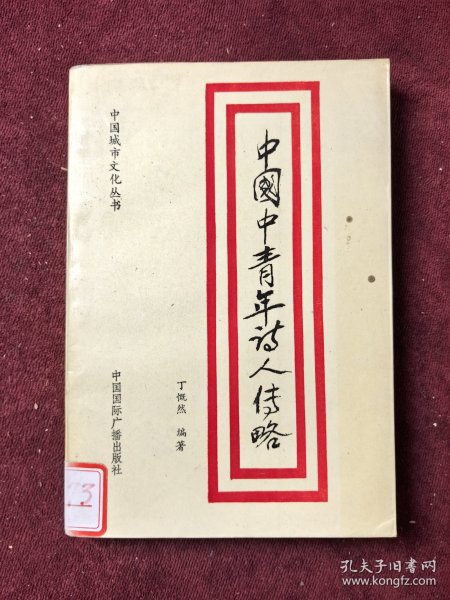 中國中青年诗人传略
中国城市文化丛书
丁慨然 编著
中国国际广播出版社
73
孔夫子旧书网
www.kongfz.com